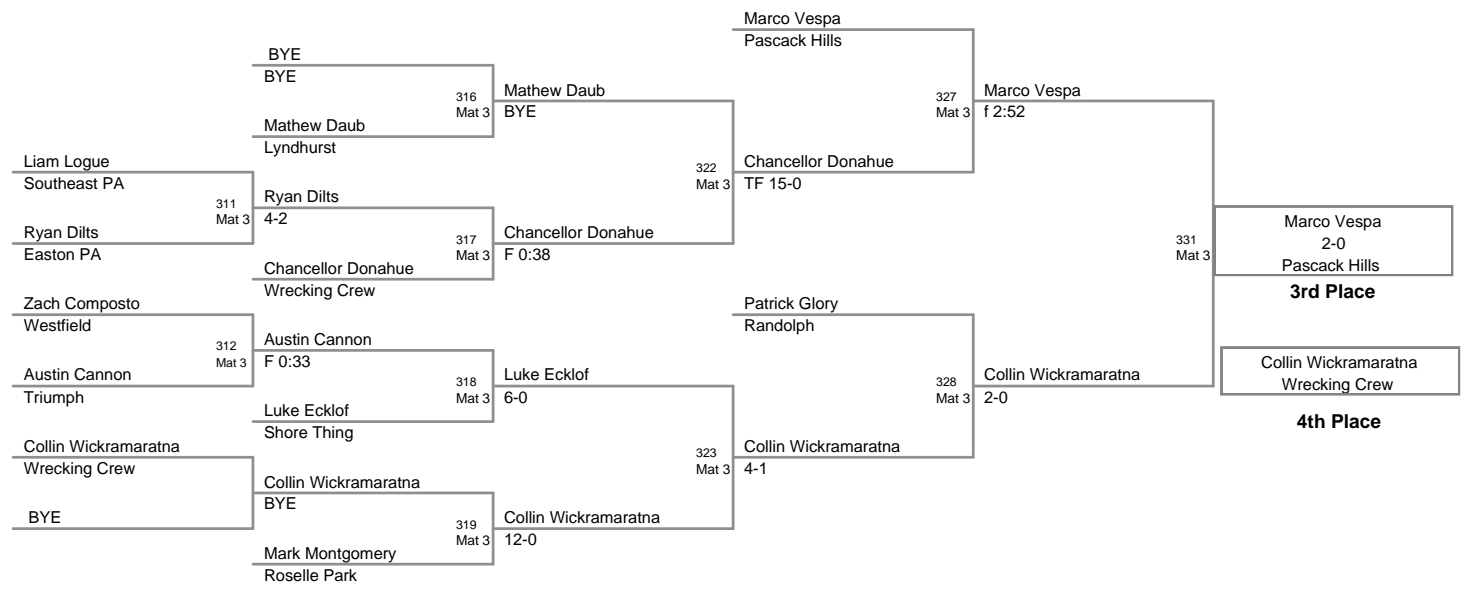 Marco Vespa
Pascack Hills
BYE
BYE
316
Mat 3
Mathew Daub
BYE
327
Mat 3
Marco Vespa
f 2:52
Mathew Daub
Lyndhurst
Liam Logue
Southeast PA
322
Mat 3
Chancellor Donahue
TF 15-0
311
Mat 3
Ryan Dilts
4-2
Ryan Dilts
Easton PA
317
Mat 3
Chancellor Donahue
F 0:38
331
Mat 3
Marco Vespa
2-0
Pascack Hills
3rd Place
Chancellor Donahue
Wrecking Crew
Zach Composto
Westfield
Patrick Glory
Randolph
312
Mat 3
Austin Cannon
F 0:33
Austin Cannon
Triumph
318
Mat 3
Luke Ecklof
6-0
328
Mat 3
Collin Wickramaratna
2-0
Collin Wickramaratna
Wrecking Crew
4th Place
Luke Ecklof
Shore Thing
Collin Wickramaratna
Wrecking Crew
323
Mat 3
Collin Wickramaratna
4-1
Collin Wickramaratna
BYE
BYE
319
Mat 3
Collin Wickramaratna
12-0
Mark Montgomery
Roselle Park